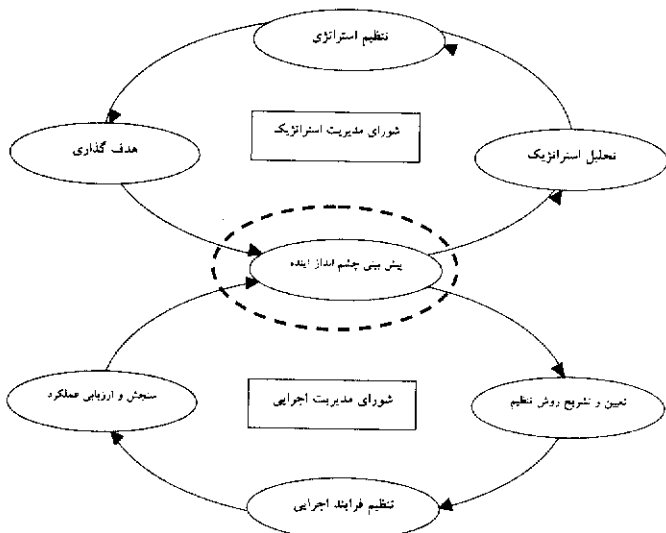 تنظیم استراتژی
شورای مدیریت استراتژیک
هدف گذاری
تحلیل استراتژیک
پیش بینی چشم انداز آینده
سنجش و ارزیابی عملکرد
شورای مدیریت اجرایی
تعیین و تشریح روش تنظیم
تنظیم فرایند اجرایی